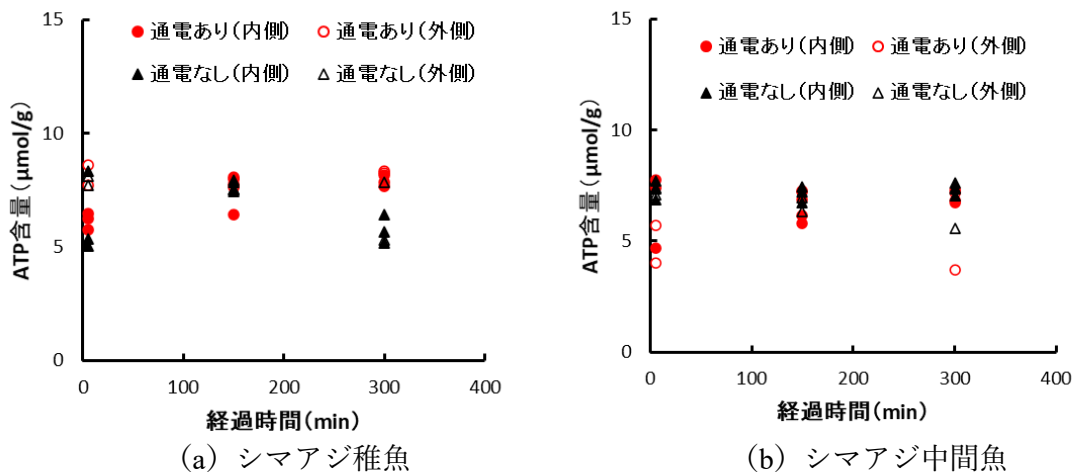 15
10
5
0
ATP含量(μmol/g)
● 通電あり(内側) ○ 通電あり(外側)
▲ 通電なし(内側) △ 通電なし(外側)
0 100 200 300 400
経過時間(min)
(a) シマアジ稚魚
15
10
5
0
ATP含量(μmol/g)
● 通電あり(内側) ○ 通電あり(外側)
▲ 通電なし(内側) △ 通電なし(外側)
0 100 200 300 400
経過時間(min)
(b) シマアジ中間魚